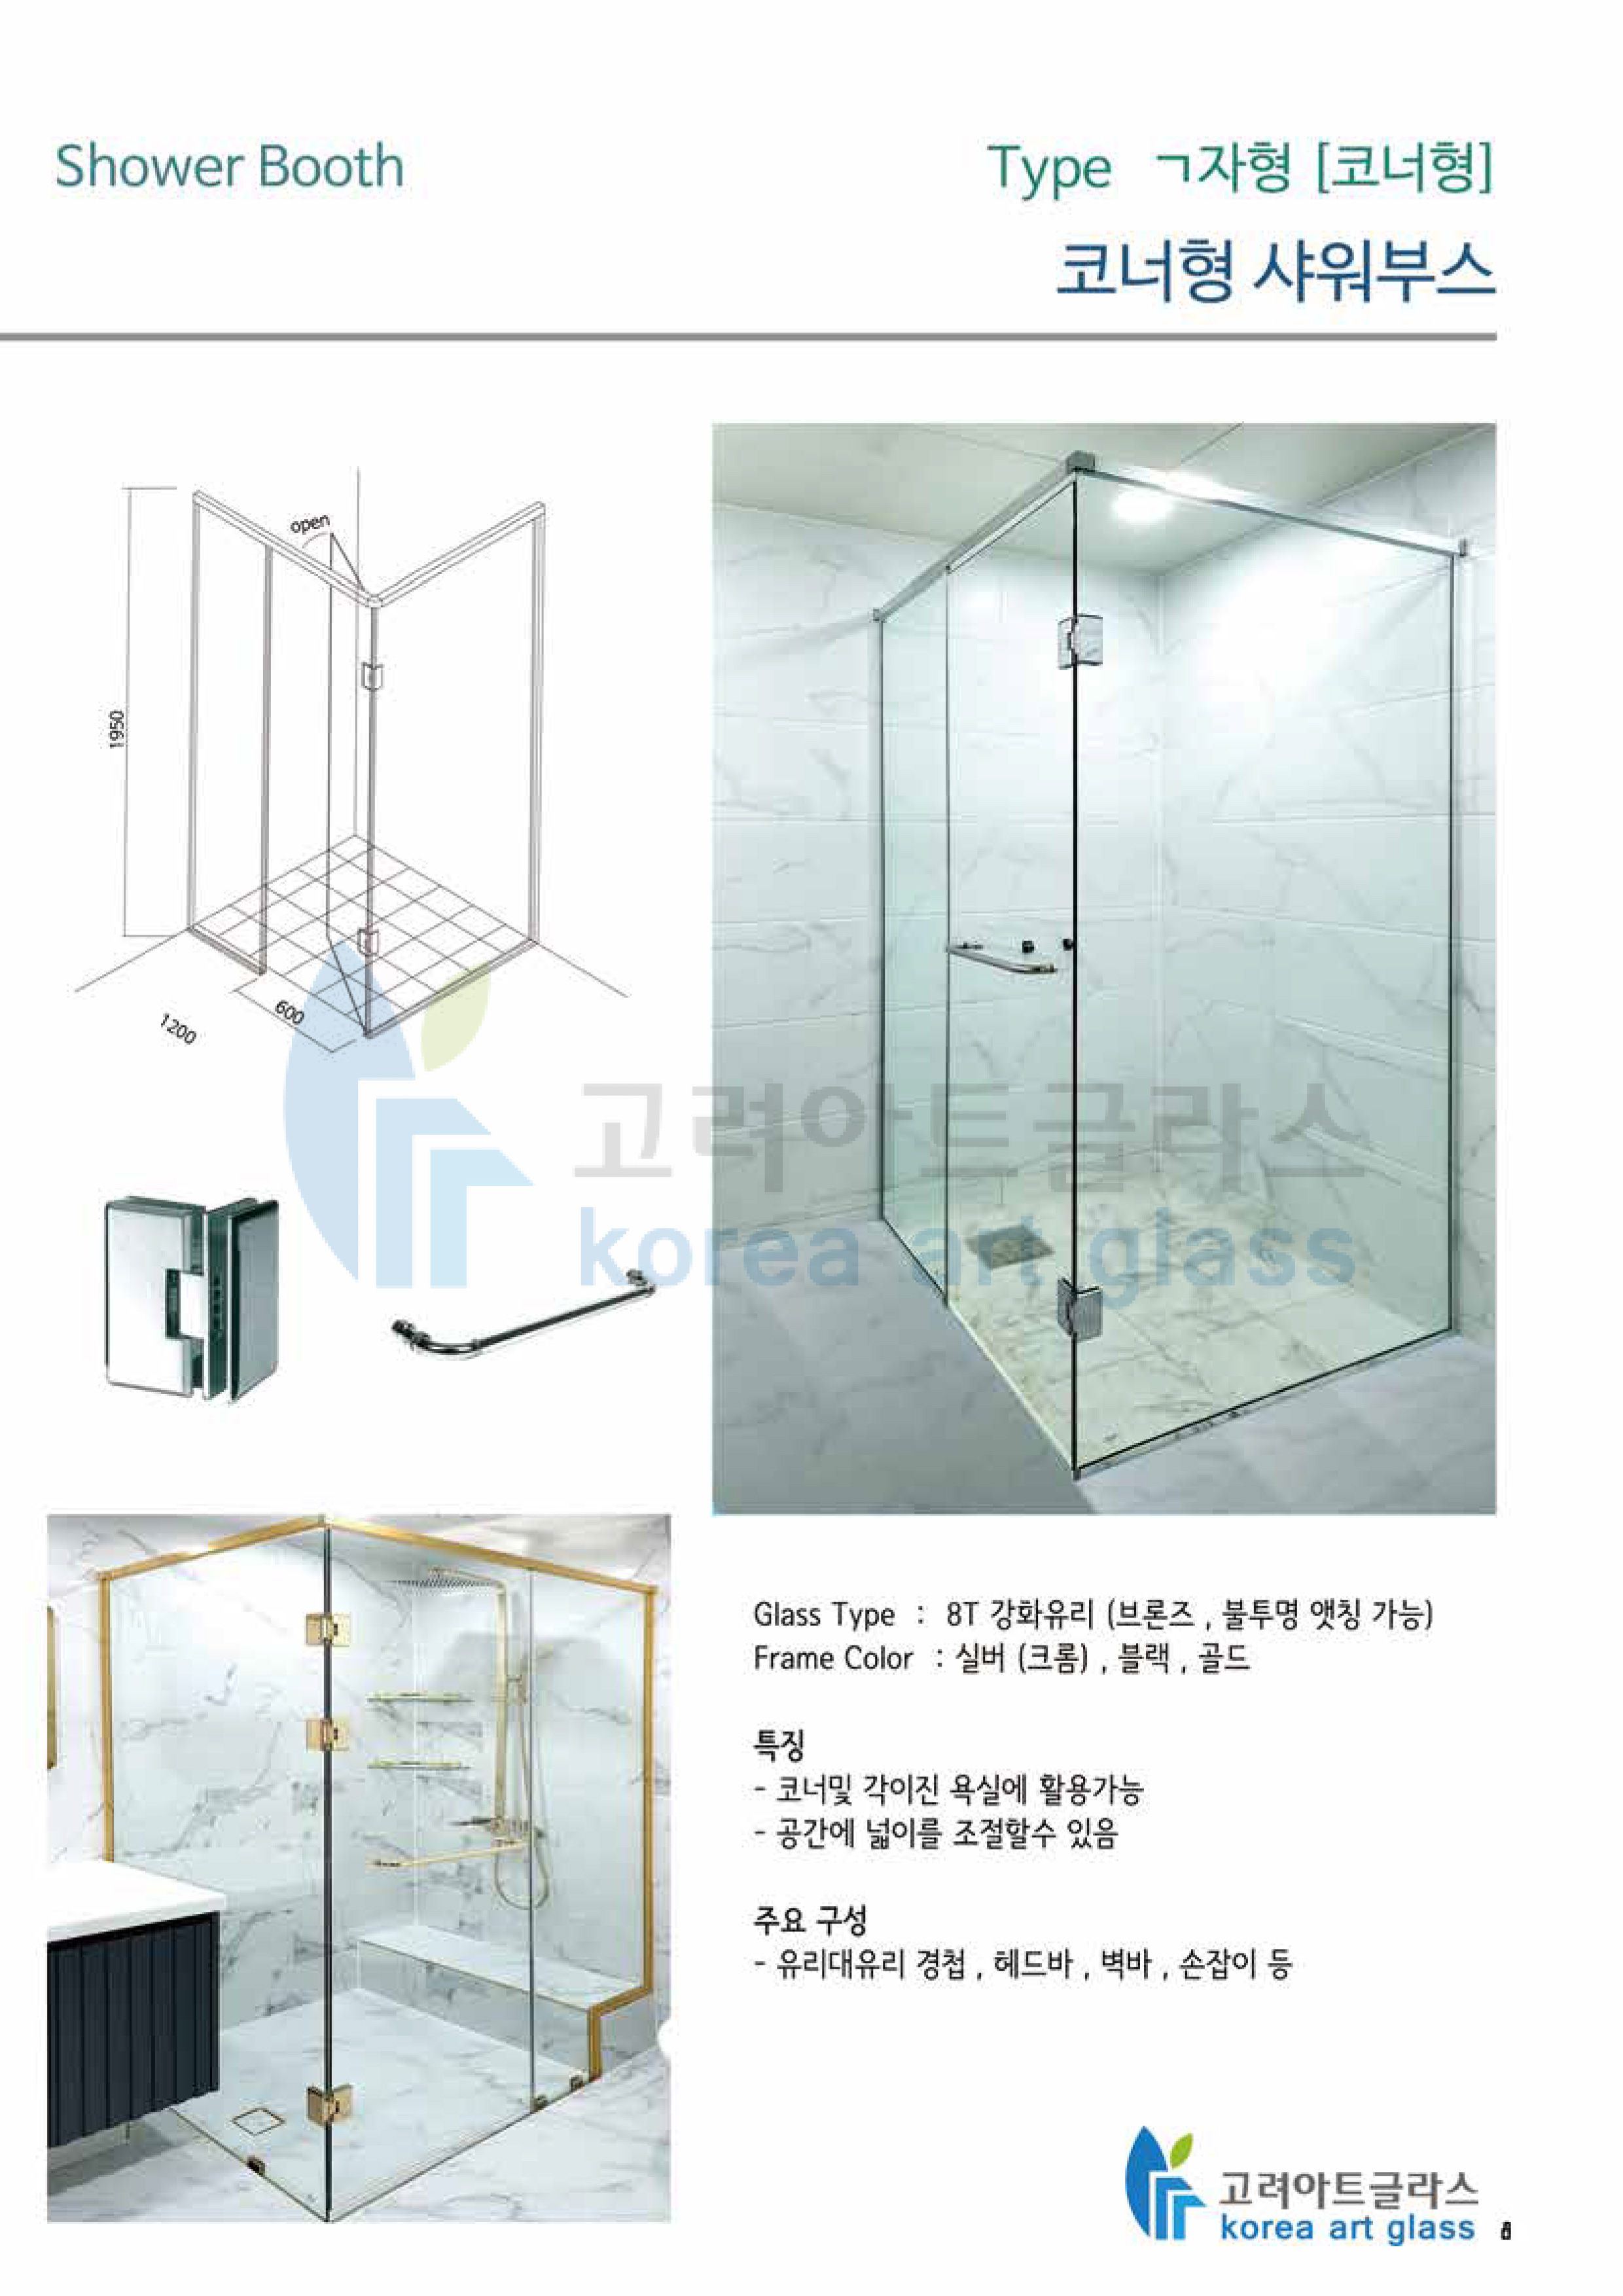 Shower Booth
Type ㄱ자형 [코너형]
코너형 샤워부스
open
1950
600
1200
고려아트글라스
korea art glass
Glass Type : 8T 강화유리 (브론즈 , 불투명 앳칭 가능)
Frame Color : 실버 (크롬) , 블랙 , 골드
특징
- 코너및 각이진 욕실에 활용가능
- 공간에 넓이를 조절할수 있음
주요 구성
- 유리대유리 경첩 , 헤드바 , 벽바 , 손잡이 등
고려아트글라스
korea art glass